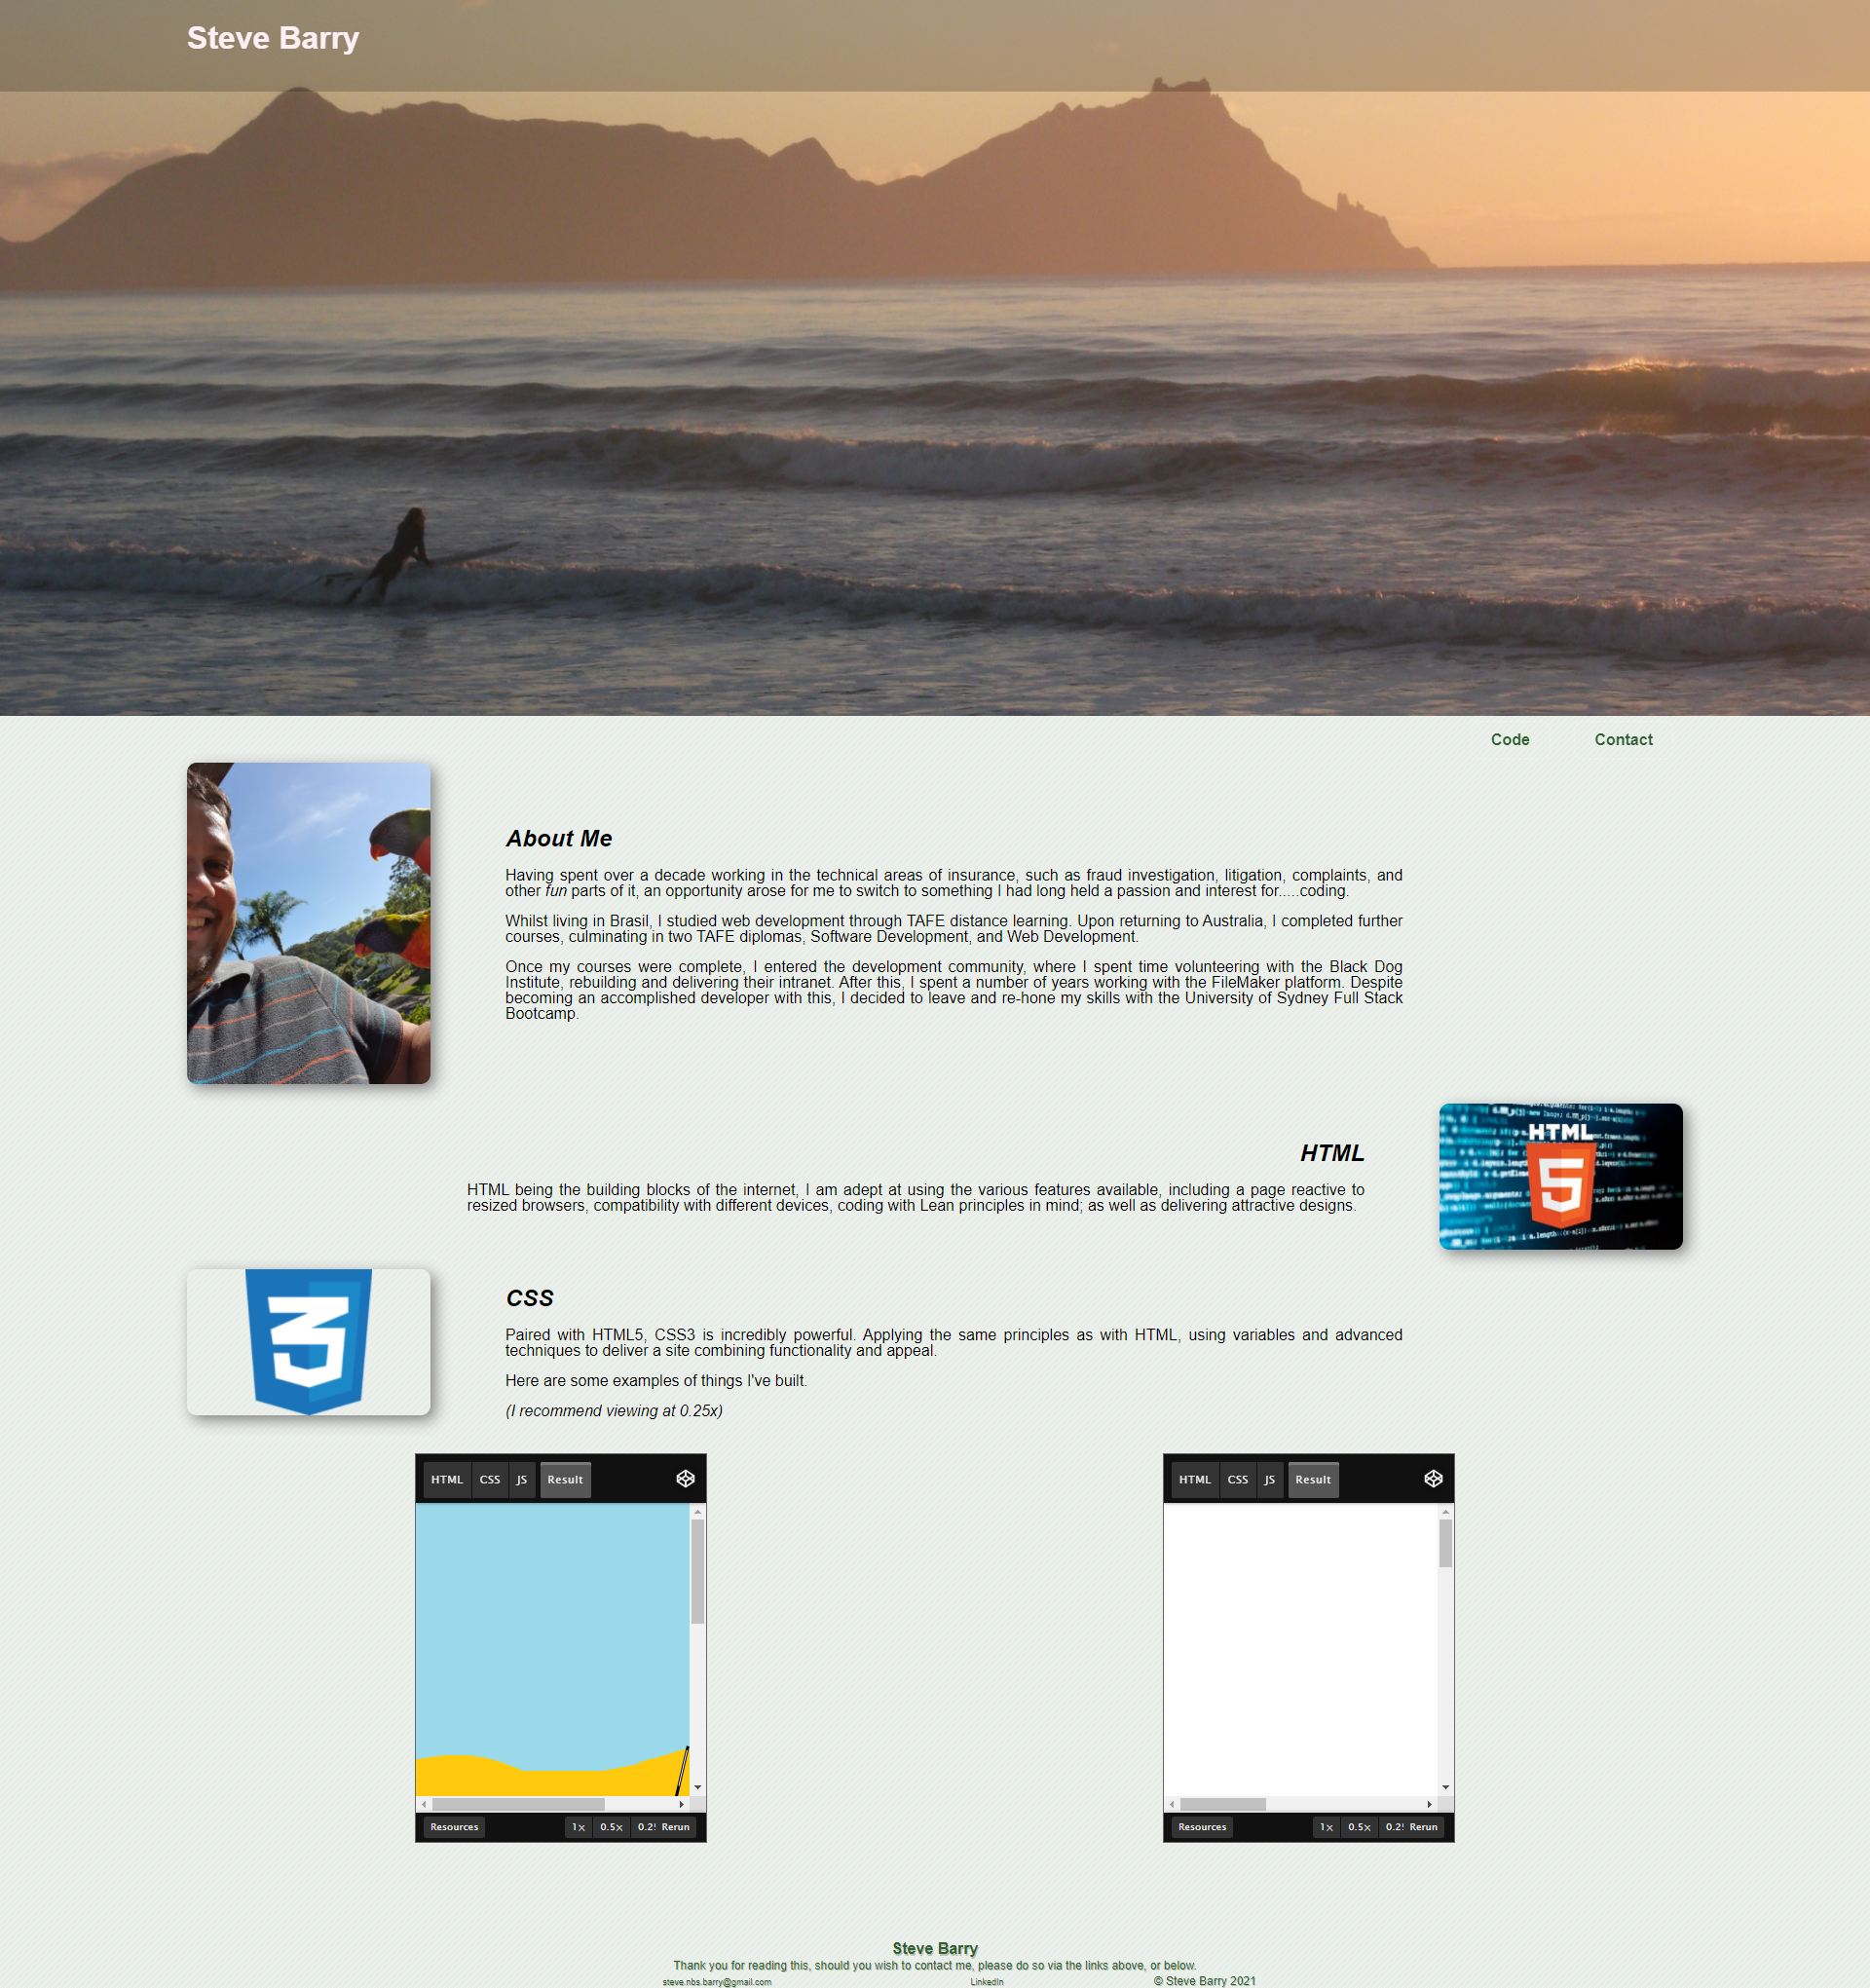 Steve Barry
Code Contact
About Me
Having spent over a decade working in the technical areas of insurance, such as fraud investigation, litigation, complaints, and
other fun parts of it, an opportunity arose for me to switch to something I had long held a passion and interest for.....coding.
Whilst living in Brasil, I studied web development through TAFE distance learning. Upon returning to Australia, I completed further
courses, culminating in two TAFE diplomas, Software Development, and Web Development.
Once my courses were complete, I entered the development community, where I spent time volunteering with the Black Dog
Institute, rebuilding and delivering their intranet. After this, I spent a number of years working with the FileMaker platform. Despite
becoming an accomplished developer with this, I decided to leave and re-hone my skills with the University of Sydney Full Stack
Bootcamp.
HTML
5
HTML
HTML being the building blocks of the internet, I am adept at using the various features available, including a page reactive to
resized browsers, compatibility with different devices, coding with Lean principles in mind; as well as delivering attractive designs.
3
CSS
Paired with HTML5, CSS3 is incredibly powerful. Applying the same principles as with HTML, using variables and advanced
techniques to deliver a site combining functionality and appeal.
Here are some examples of things I've built.
(I recommend viewing at 0.25x)
HTML CSS JS Result
Resources 1x 0.5x 0.2! Rerun
HTML CSS JS Result
Resources 1x 0.5x 0.2! Rerun
Steve Barry
Thank you for reading this, should you wish to contact me, please do so via the links above, or below.
steve.nbs.barry@gmail.com LinkedIn © Steve Barry 2021